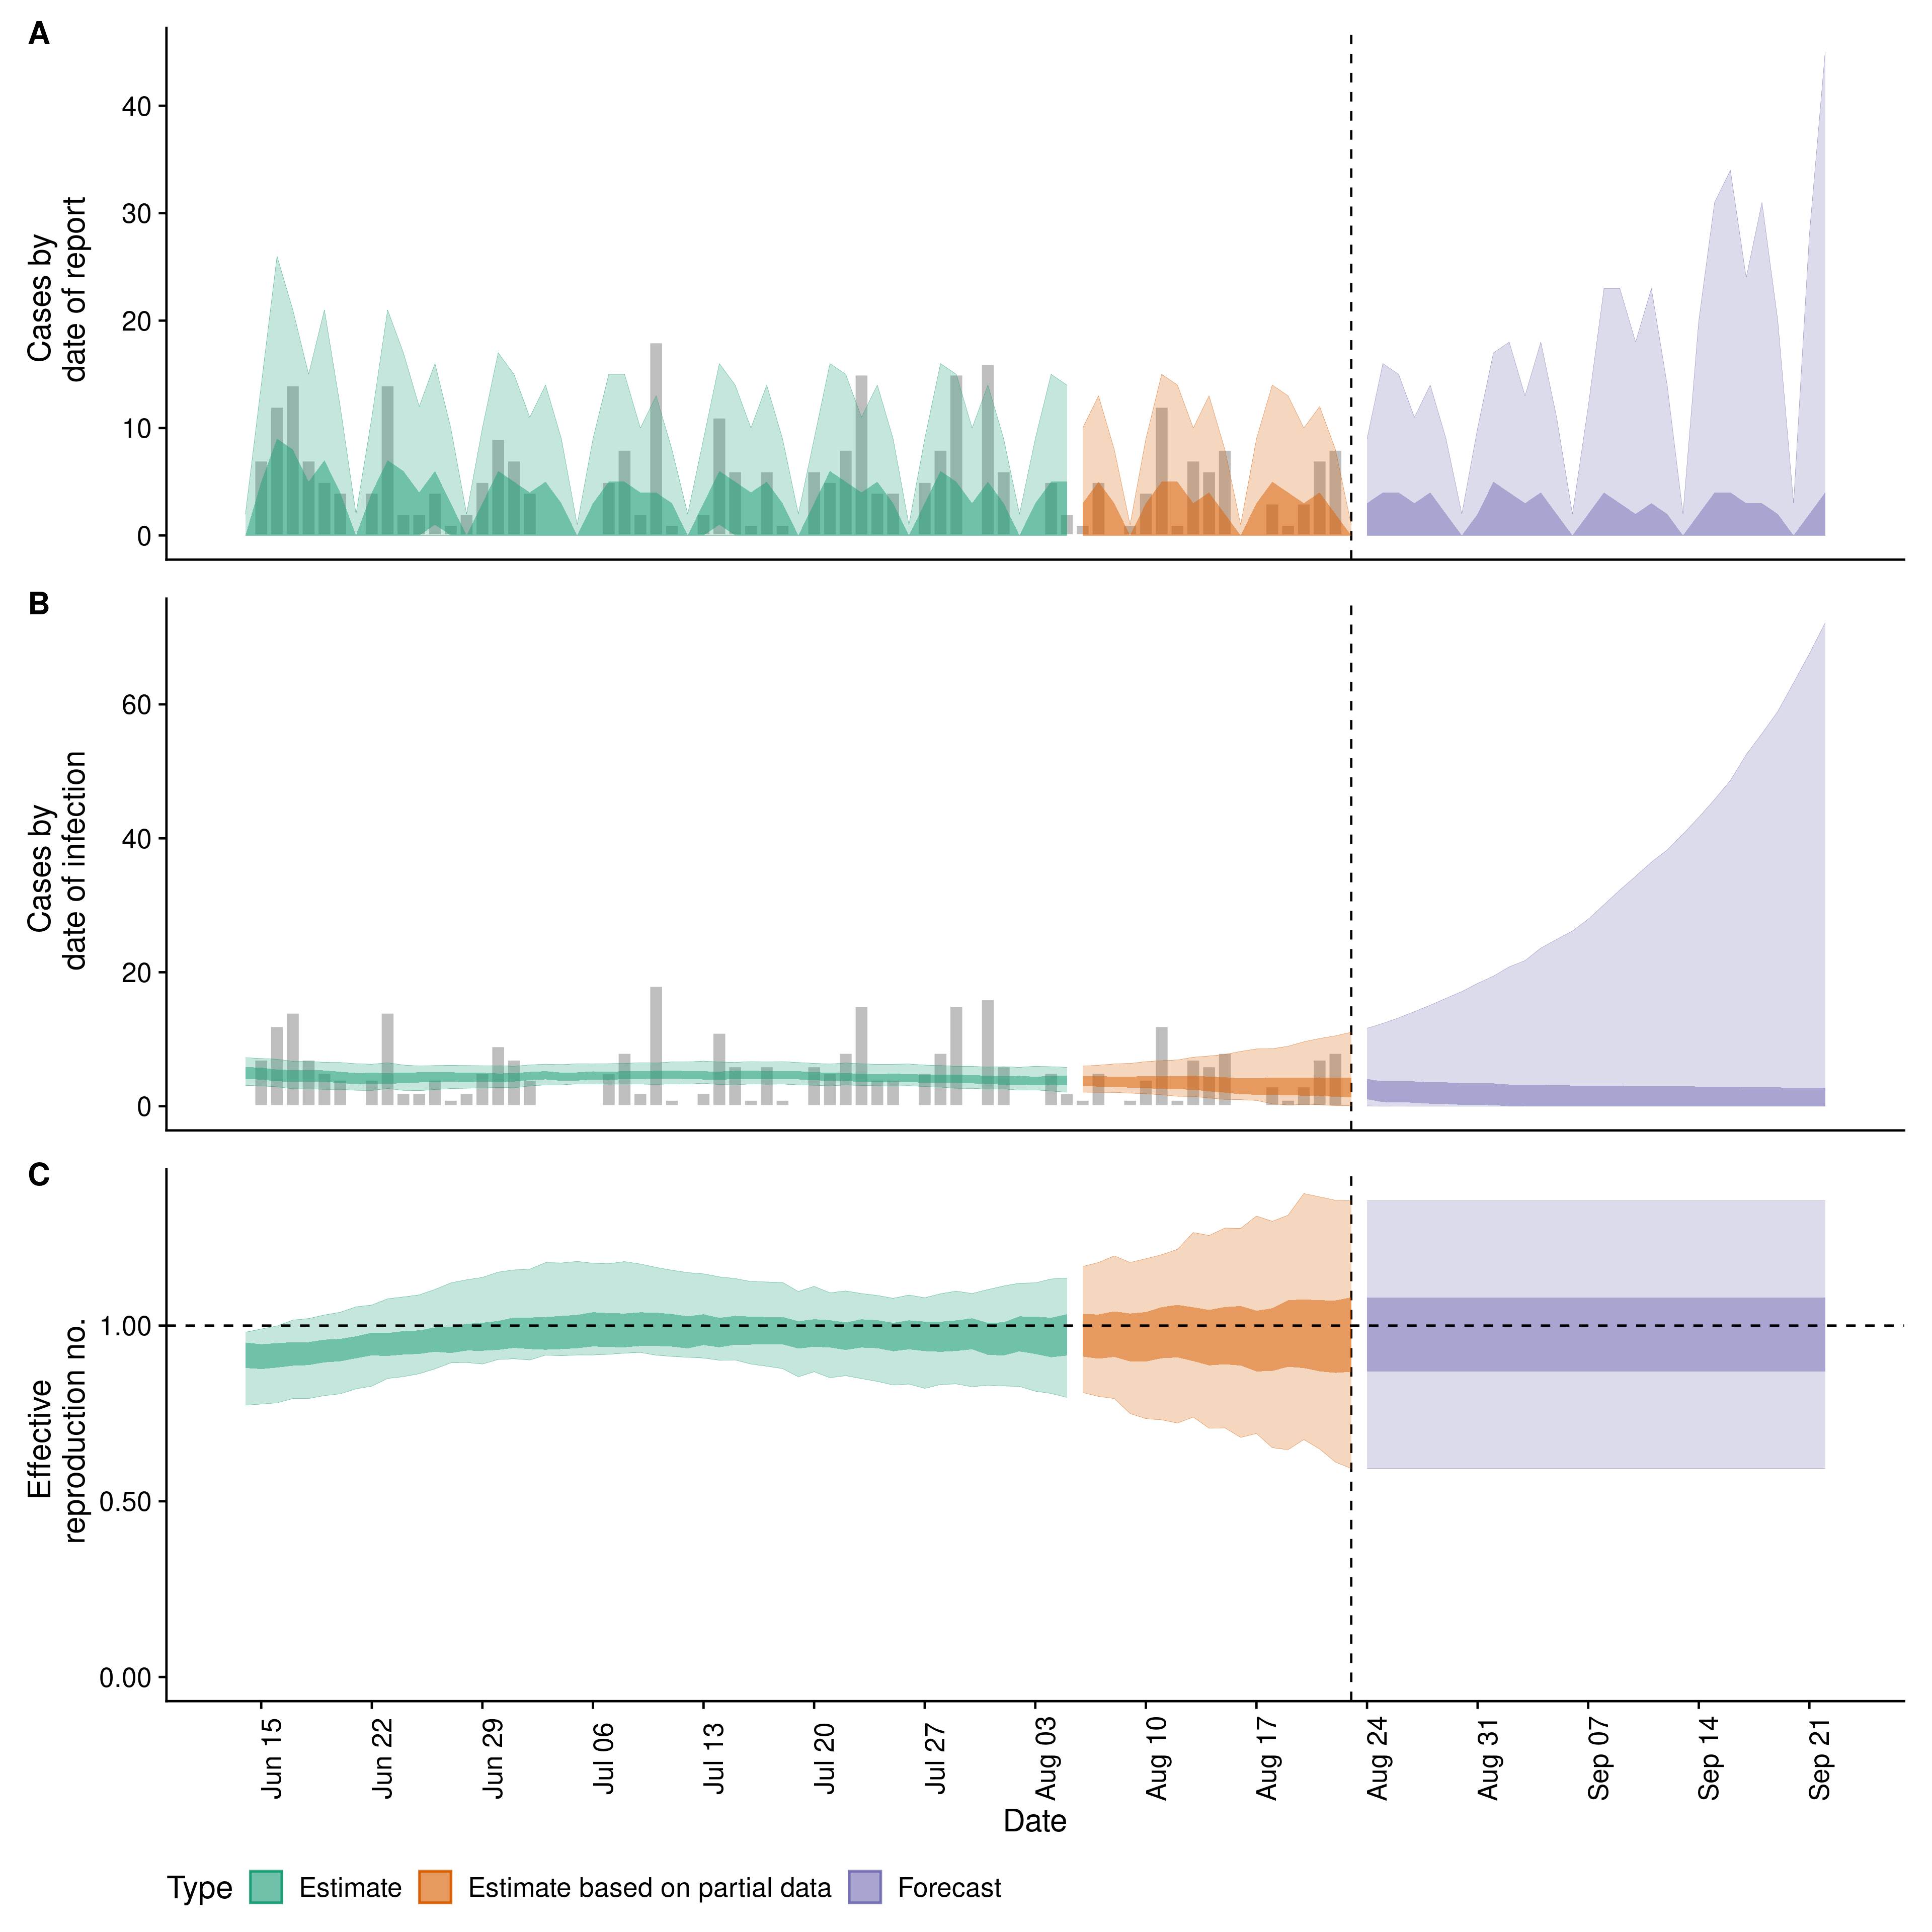 A
Cases by
date of report
40
30
20
10
0
B
Cases by
date of infection
60
40
20
0
C
Effective
reproduction no.
1.00
0.50
0.00
Jun 15
Jun 22
Jun 29
Jul 06
Jul 13
Jul 20
Jul 27
Aug 03
Aug 10
Aug 17
Aug 24
Aug 31
Sep 07
Sep 14
Sep 21
Date
Type Estimate Estimate based on partial data Forecast